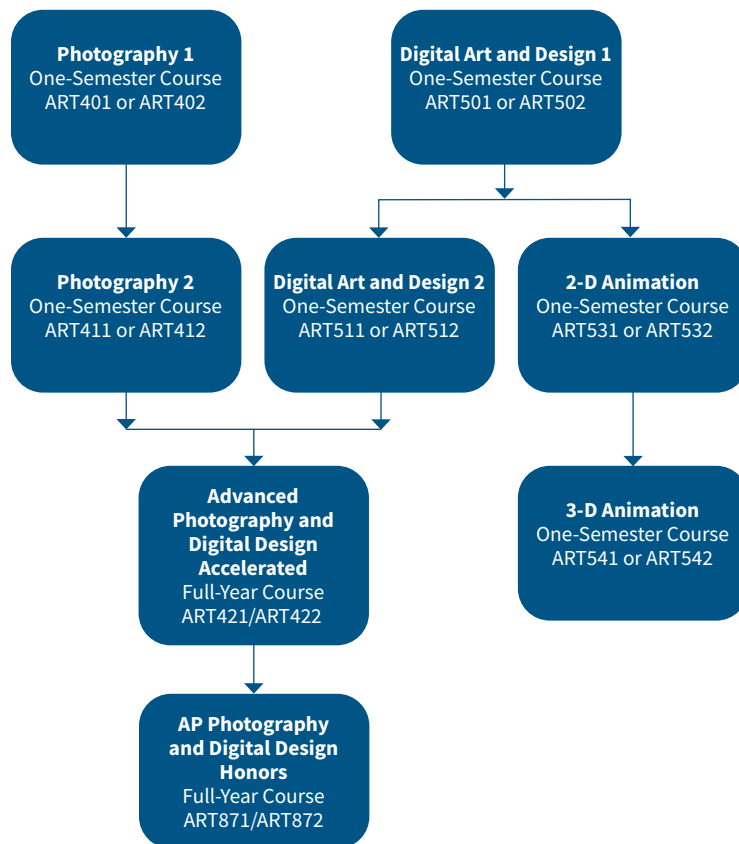 Photography 1
One-Semester Course
ART401 or ART402
Digital Art and Design 1
One-Semester Course
ART501 or ART502
Photography 2
One-Semester Course
ART411 or ART412
Digital Art and Design 2
One-Semester Course
ART511 or ART512
2-D Animation
One-Semester Course
ART531 or ART532
Advanced
Photography and
Digital Design
Accelerated
Full-Year Course
ART421/ART422
3-D Animation
One-Semester Course
ART541 or ART542
AP Photography
and Digital Design
Honors
Full-Year Course
ART871/ART872